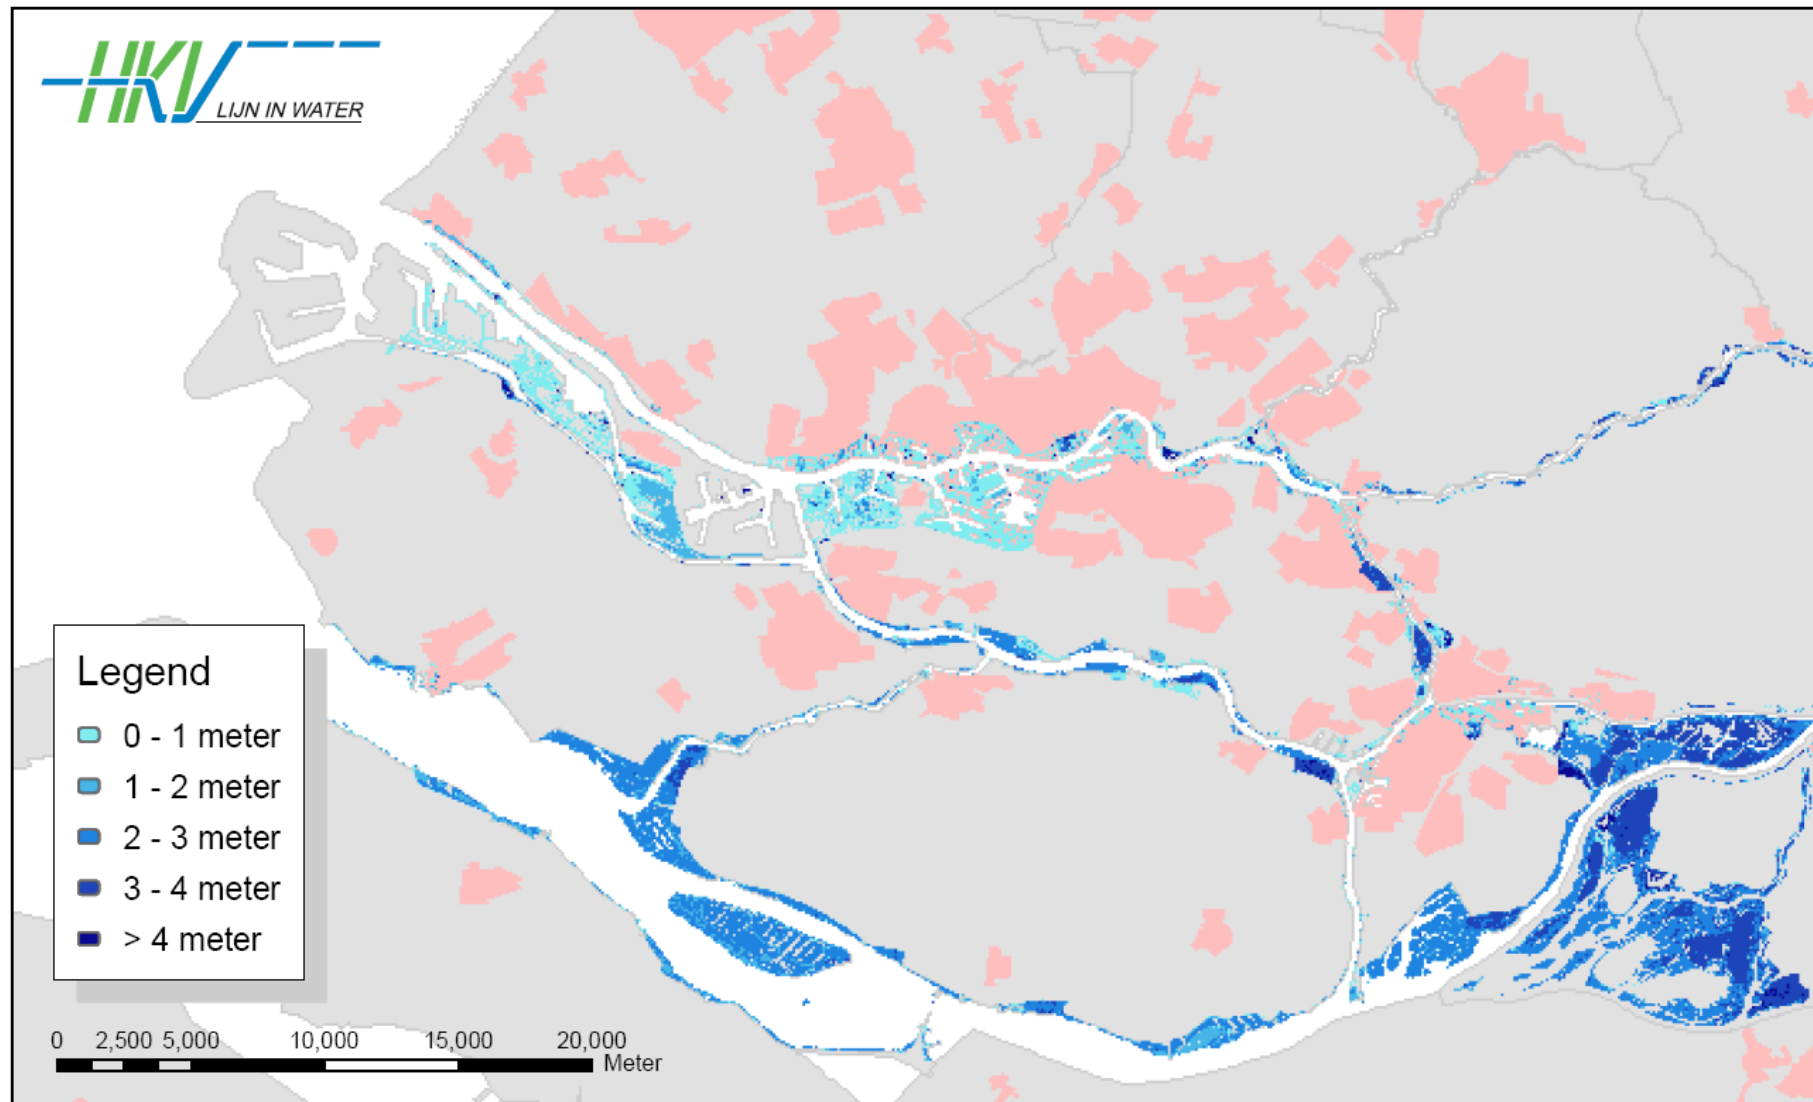 HKV
LIJN IN WATER
Legend
0 - 1 meter
1 - 2 meter
2 - 3 meter
3 - 4 meter
> 4 meter
0 2,500 5,000 10,000 15,000 20,000
Meter